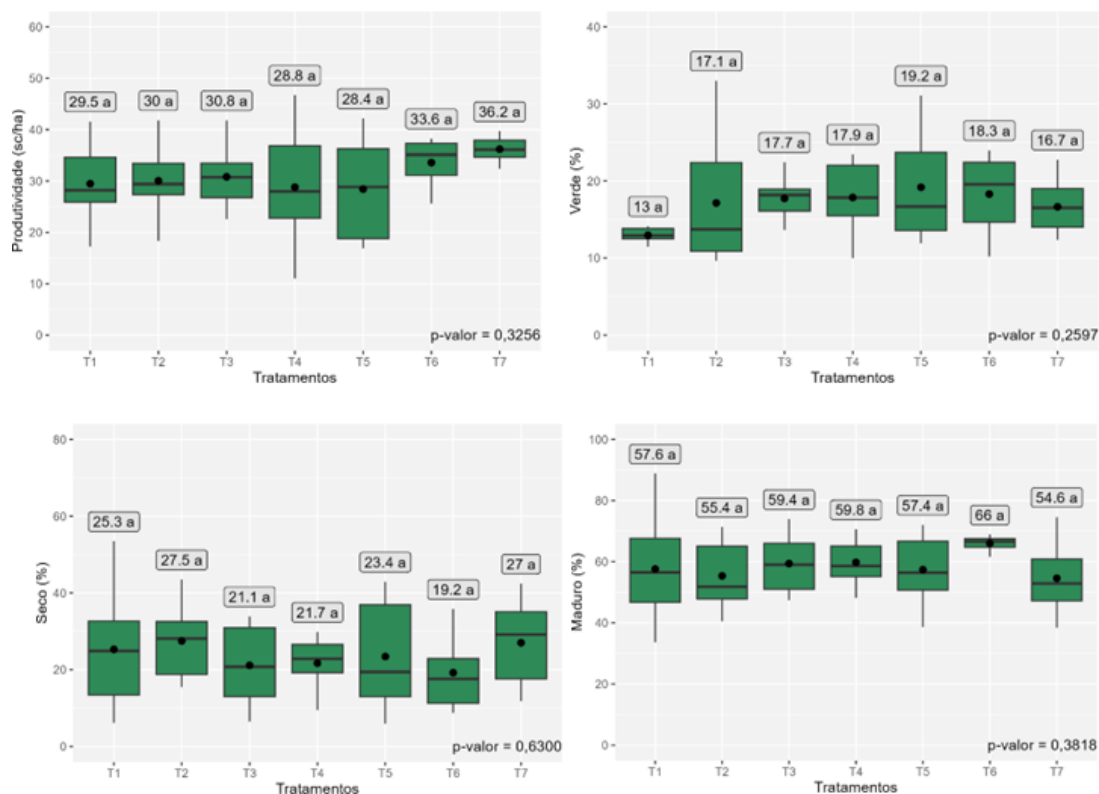 60
50
40
30
20
10
0
Produtividade (sc/ha)
29.5 a
30 a
30.8 a
28.8 a
28.4 a
33.6 a
36.2 a
p-valor = 0,3256
T1 T2 T3 T4 T5 T6 T7
Tratamentos
40
30
20
10
0
Verde (%)
13 a
17.1 a
17.7 a
17.9 a
19.2 a
18.3 a
16.7 a
p-valor = 0,2597
T1 T2 T3 T4 T5 T6 T7
Tratamentos
80
60
40
20
0
Seco (%)
25.3 a
27.5 a
21.1 a
21.7 a
23.4 a
19.2 a
27 a
p-valor = 0,6300
T1 T2 T3 T4 T5 T6 T7
Tratamentos
100
80
60
40
20
0
Maduro (%)
57.6 a
55.4 a
59.4 a
59.8 a
57.4 a
66 a
54.6 a
p-valor = 0,3818
T1 T2 T3 T4 T5 T6 T7
Tratamentos